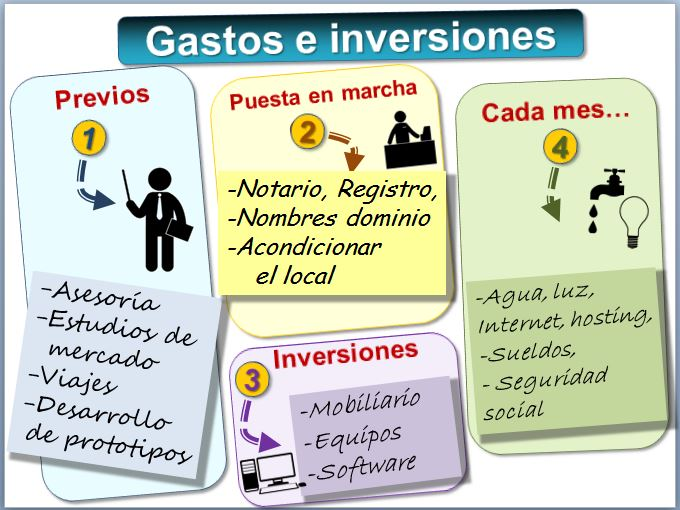 Gastos e inversiones
Previos
1
-Asesoría
-Estudios de
mercado
-Viajes
-Desarrollo
de prototipos
Puesta en marcha
2
-Notario, Registro,
-Nombres dominio
-Acondicionar
el local
Inversiones
3
-Mobiliario
-Equipos
-Software
Cada mes...
4
-Agua, luz,
Internet, hosting,
-Sueldos,
- Seguridad
social